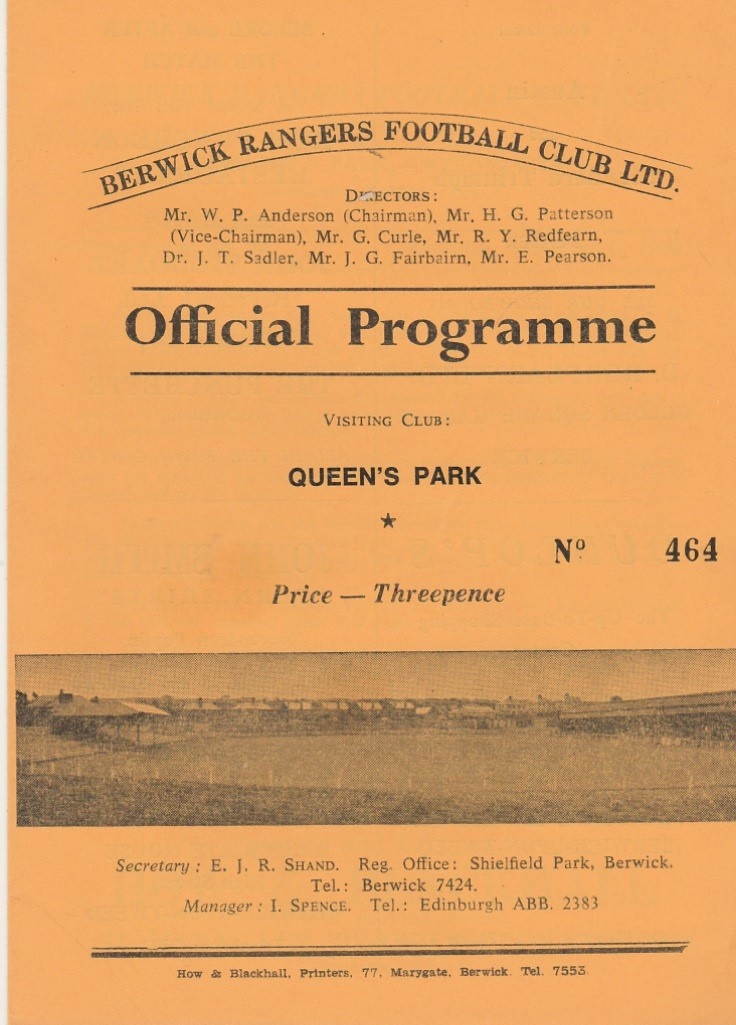 BERWICK RANGERS FOOTBALL CLUB LTD.
DIRECTORS:
Mr. W. P. Anderson (Chairman), Mr. H. G. Patterson
(Vice-Chairman), Mr. G. Curle, Mr. R. Y. Redfearn,
Dr. J. T. Sadler, Mr. J. G. Fairbairn, Mr. E. Pearson.
Official Programme
VISITING CLUB:
QUEEN'S PARK
★
Nº 464
Price — Threepence
Secretary: E. J. R. SHAND. Reg. Office: Shielfield Park, Berwick.
Tel.: Berwick 7424.
Manager: I. SPENCE. Tel.: Edinburgh ABB. 2383
How & Blackhall, Printers, 77, Marygate, Berwick. Tel. 7553.